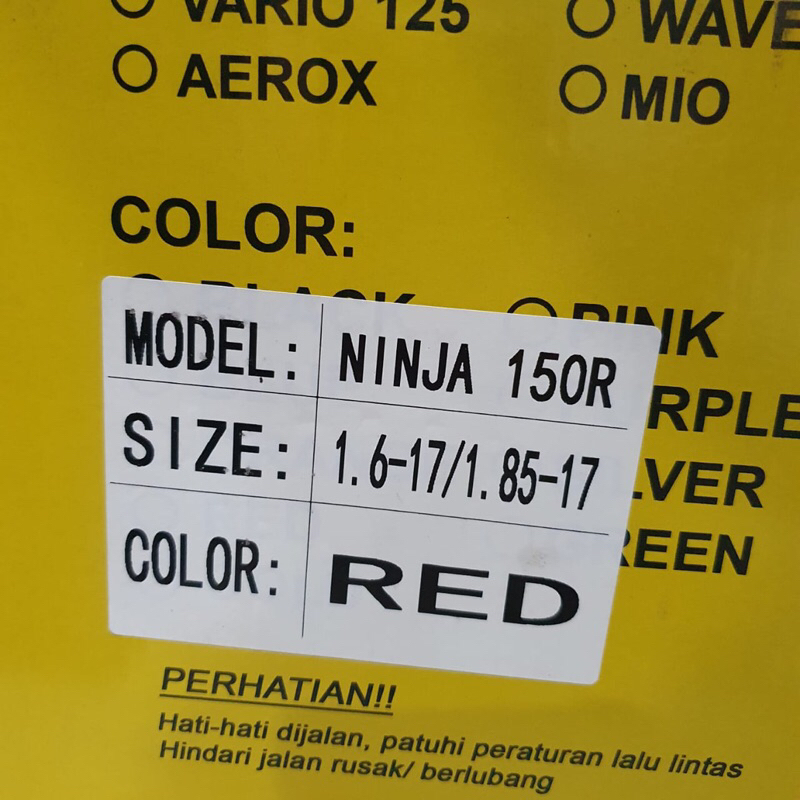 VARIO 125
WAVE
AEROX
MIO
COLOR:
BLACK
PINK
MODEL: NINJA 150R
SIZE: 1.6-17/1.85-17
COLOR: RED
RPLE
LVER
REEN
PERHATIAN!!
Hati-hati dijalan, patuhi peraturan lalu lintas
Hindari jalan rusak/ berlubang